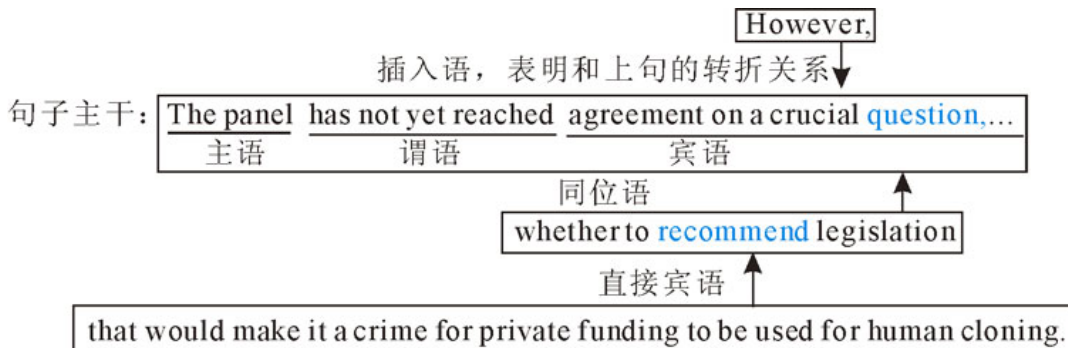 However,
插入语，表明和上句的转折关系
句子主干：The panel has not yet reached agreement on a crucial question,…
主语 谓语 宾语
同位语
whether to recommend legislation
直接宾语
that would make it a crime for private funding to be used for human cloning.